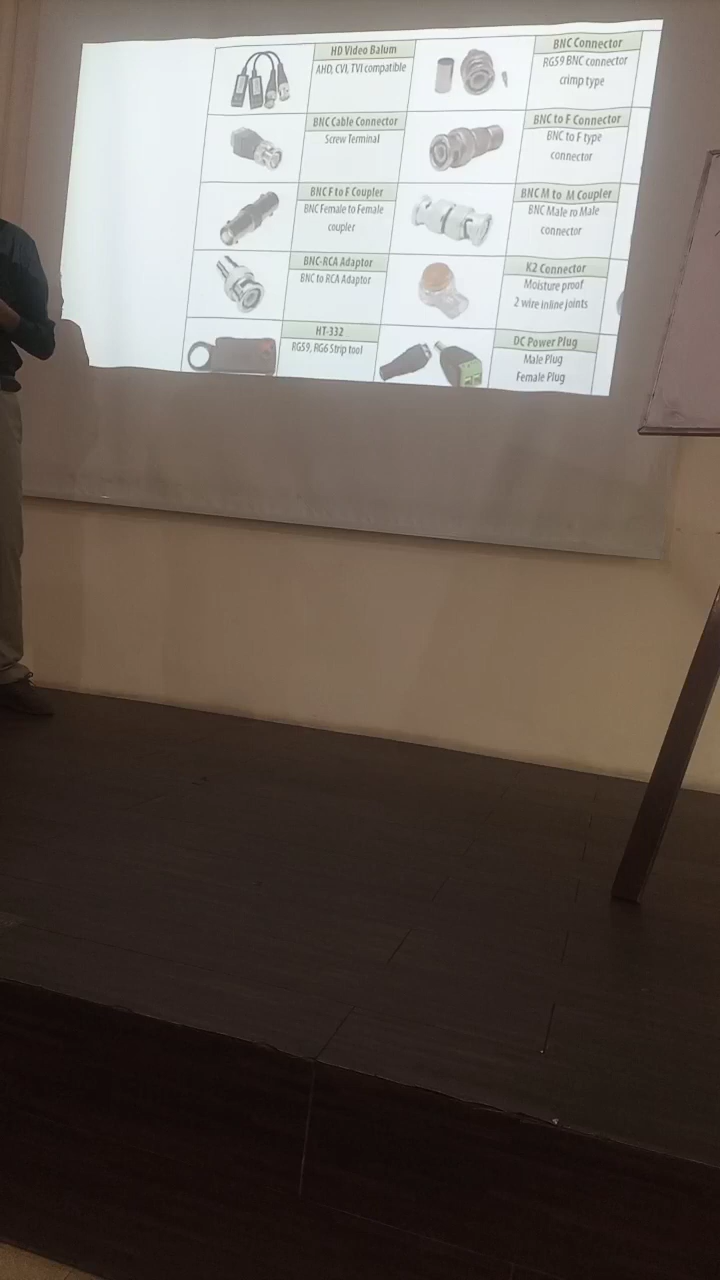 HD Video Balum
AHD, CVI, TVI compatible
BNC Connector
RG59 BNC connector
crimp type
BNC Cable Connector
Screw Terminal
BNC to F Connector
BNC to F type
connector
BNC F to F Coupler
BNC Female to Female
coupler
BNC M to M Coupler
BNC Male ro Male
connector
BNC-RCA Adaptor
BNC to RCA Adaptor
K2 Connector
Moisture proof
2 wire inline joints
HT-332
RG59, RG6 Strip tool
DC Power Plug
Male Plug
Female Plug